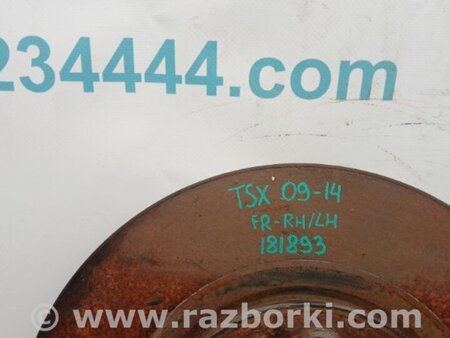 234444.com
TSX 09-14
FR-RH/LH
181893
© www.razborki.com